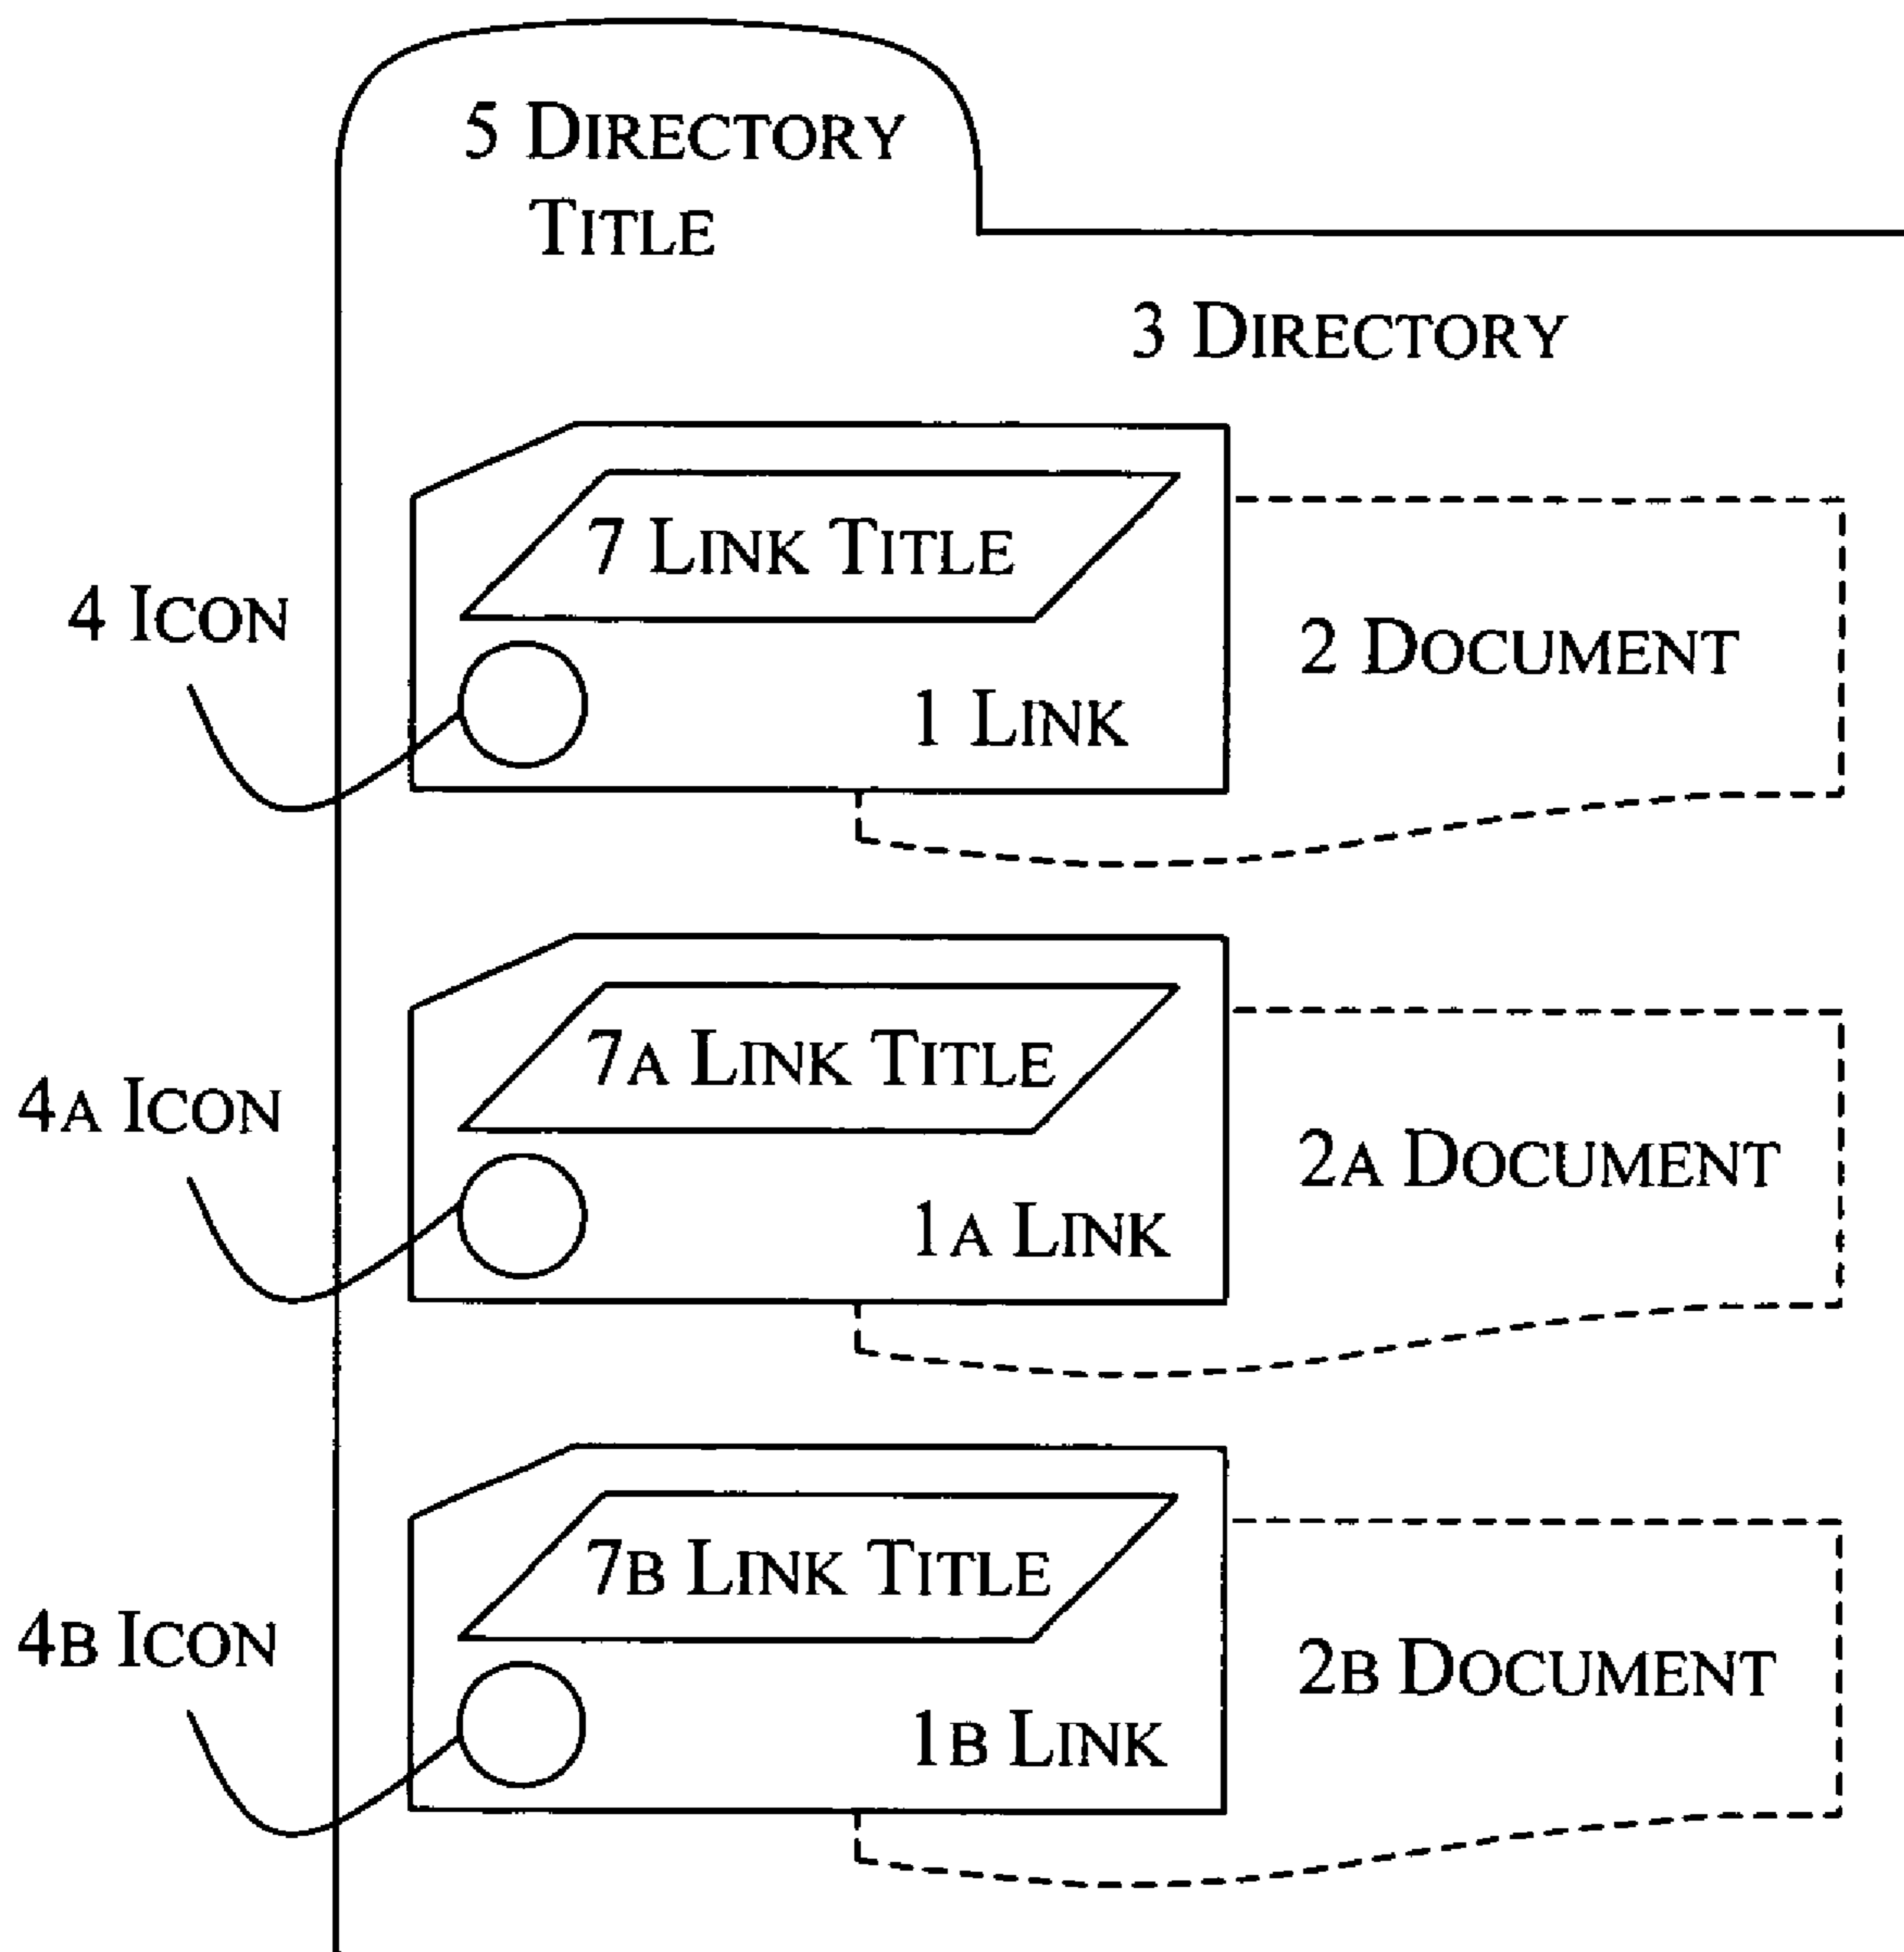 5 DIRECTORY
TITLE
3 DIRECTORY
7 LINK TITLE
4 ICON
2 DOCUMENT
1 LINK
7A LINK TITLE
4A ICON
2A DOCUMENT
1A LINK
7B LINK TITLE
4B ICON
2B DOCUMENT
1B LINK